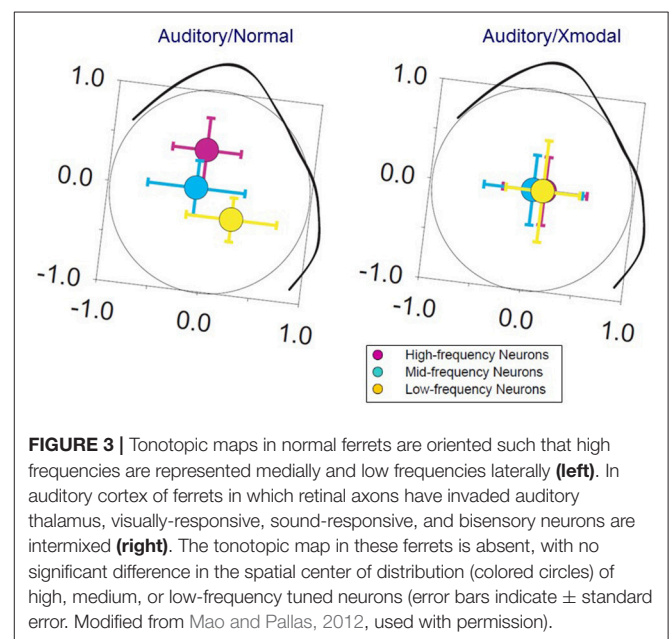 Auditory/Normal
Auditory/Xmodal
1.0
0.0
-1.0
-1.0
0.0
1.0
1.0
0.0
-1.0
-1.0
0.0
1.0
High-frequency Neurons
Mid-frequency Neurons
Low-frequency Neurons
FIGURE 3 | Tonotopic maps in normal ferrets are oriented such that high
frequencies are represented medially and low frequencies laterally (left). In
auditory cortex of ferrets in which retinal axons have invaded auditory
thalamus, visually-responsive, sound-responsive, and bisensory neurons are
intermixed (right). The tonotopic map in these ferrets is absent, with no
significant difference in the spatial center of distribution (colored circles) of
high, medium, or low-frequency tuned neurons (error bars indicate ± standard
error. Modified from Mao and Pallas, 2012, used with permission).